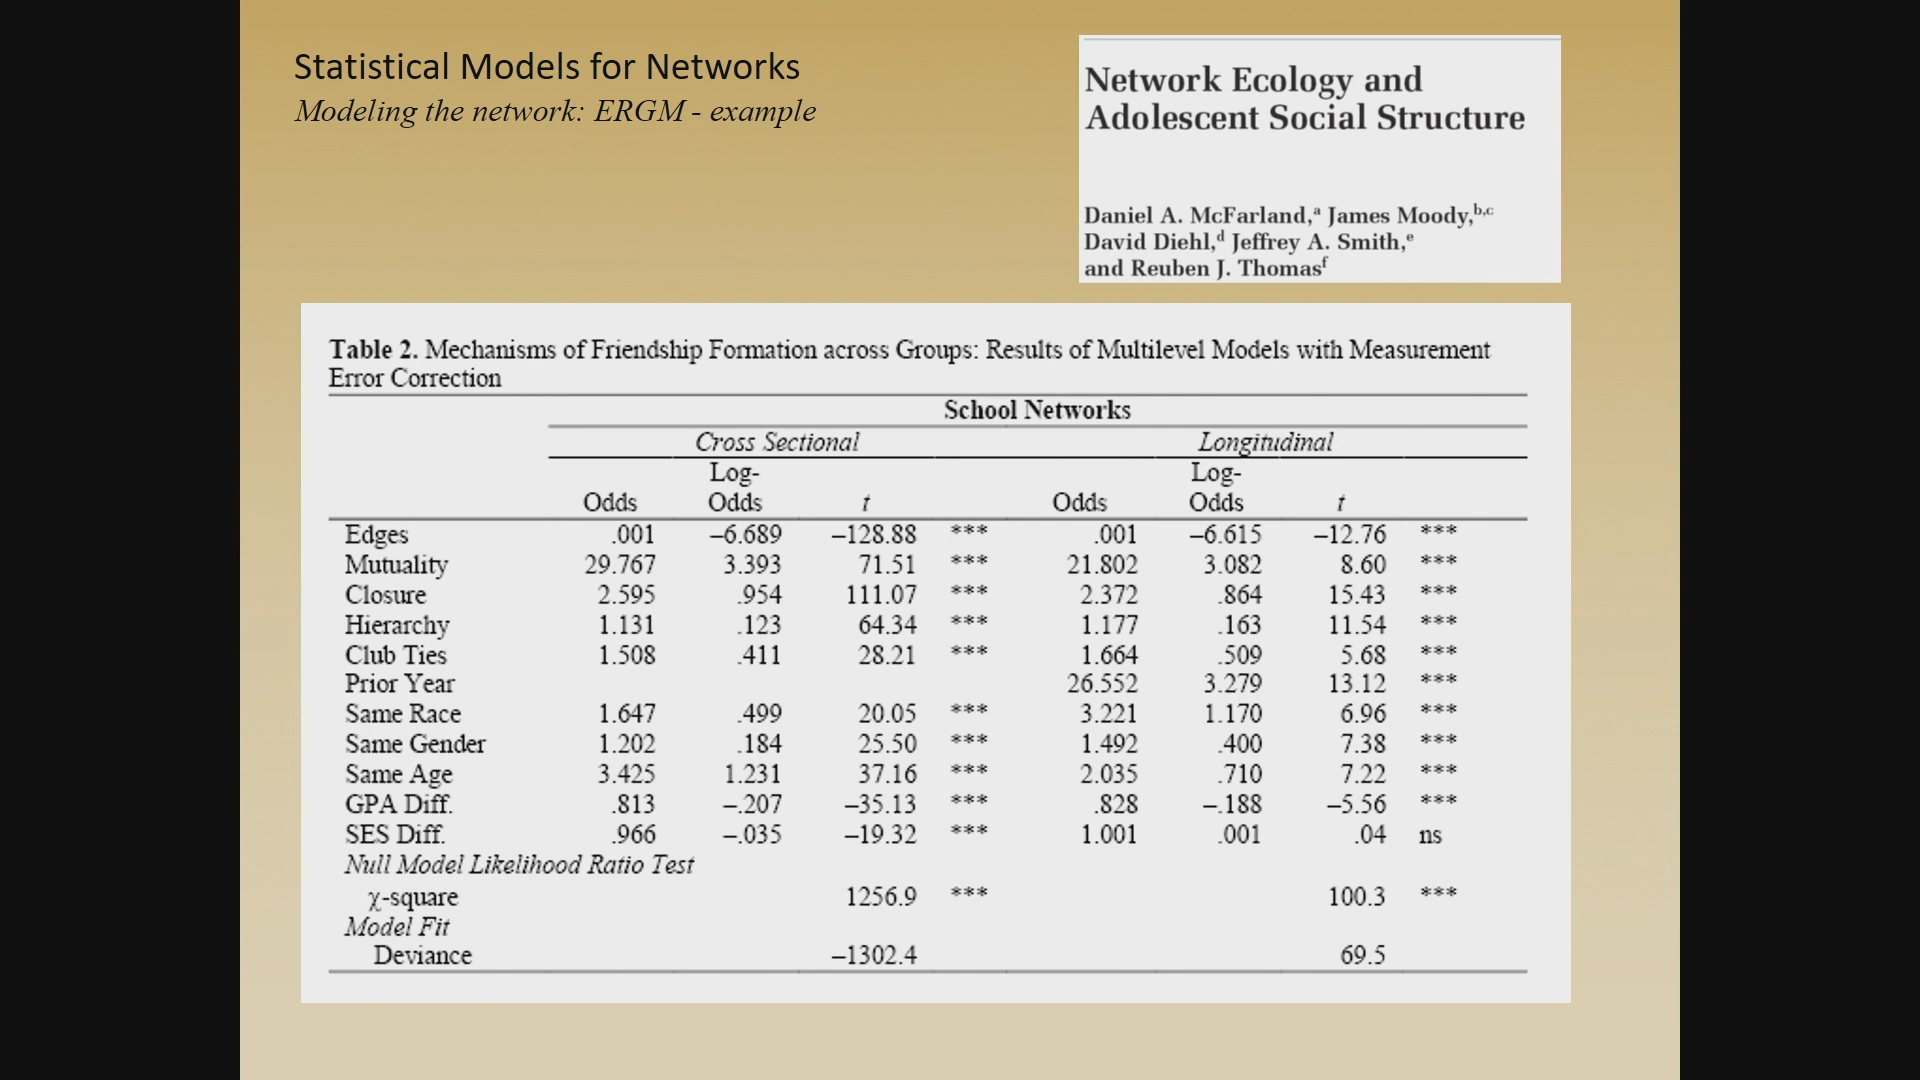 Statistical Models for Networks
Modeling the network: ERGM - example
Network Ecology and
Adolescent Social Structure
Daniel A. McFarland,a James Moody,b,c
David Diehl,d Jeffrey A. Smith,e
and Reuben J. Thomasf
Table 2. Mechanisms of Friendship Formation across Groups: Results of Multilevel Models with Measurement
Error Correction
School Networks
Cross Sectional Longitudinal
Log- Log-
Odds Odds t Odds Odds t
Edges .001 –6.689 –128.88 *** .001 –6.615 –12.76 ***
Mutuality 29.767 3.393 71.51 *** 21.802 3.082 8.60 ***
Closure 2.595 .954 111.07 *** 2.372 .864 15.43 ***
Hierarchy 1.131 .123 64.34 *** 1.177 .163 11.54 ***
Club Ties 1.508 .411 28.21 *** 1.664 .509 5.68 ***
Prior Year 26.552 3.279 13.12 ***
Same Race 1.647 .499 20.05 *** 3.221 1.170 6.96 ***
Same Gender 1.202 .184 25.50 *** 1.492 .400 7.38 ***
Same Age 3.425 1.231 37.16 *** 2.035 .710 7.22 ***
GPA Diff. .813 –.207 –35.13 *** .828 –.188 –5.56 ***
SES Diff. .966 –.035 –19.32 *** 1.001 .001 .04 ns
Null Model Likelihood Ratio Test
χ-square 1256.9 *** 100.3 ***
Model Fit
Deviance –1302.4 69.5